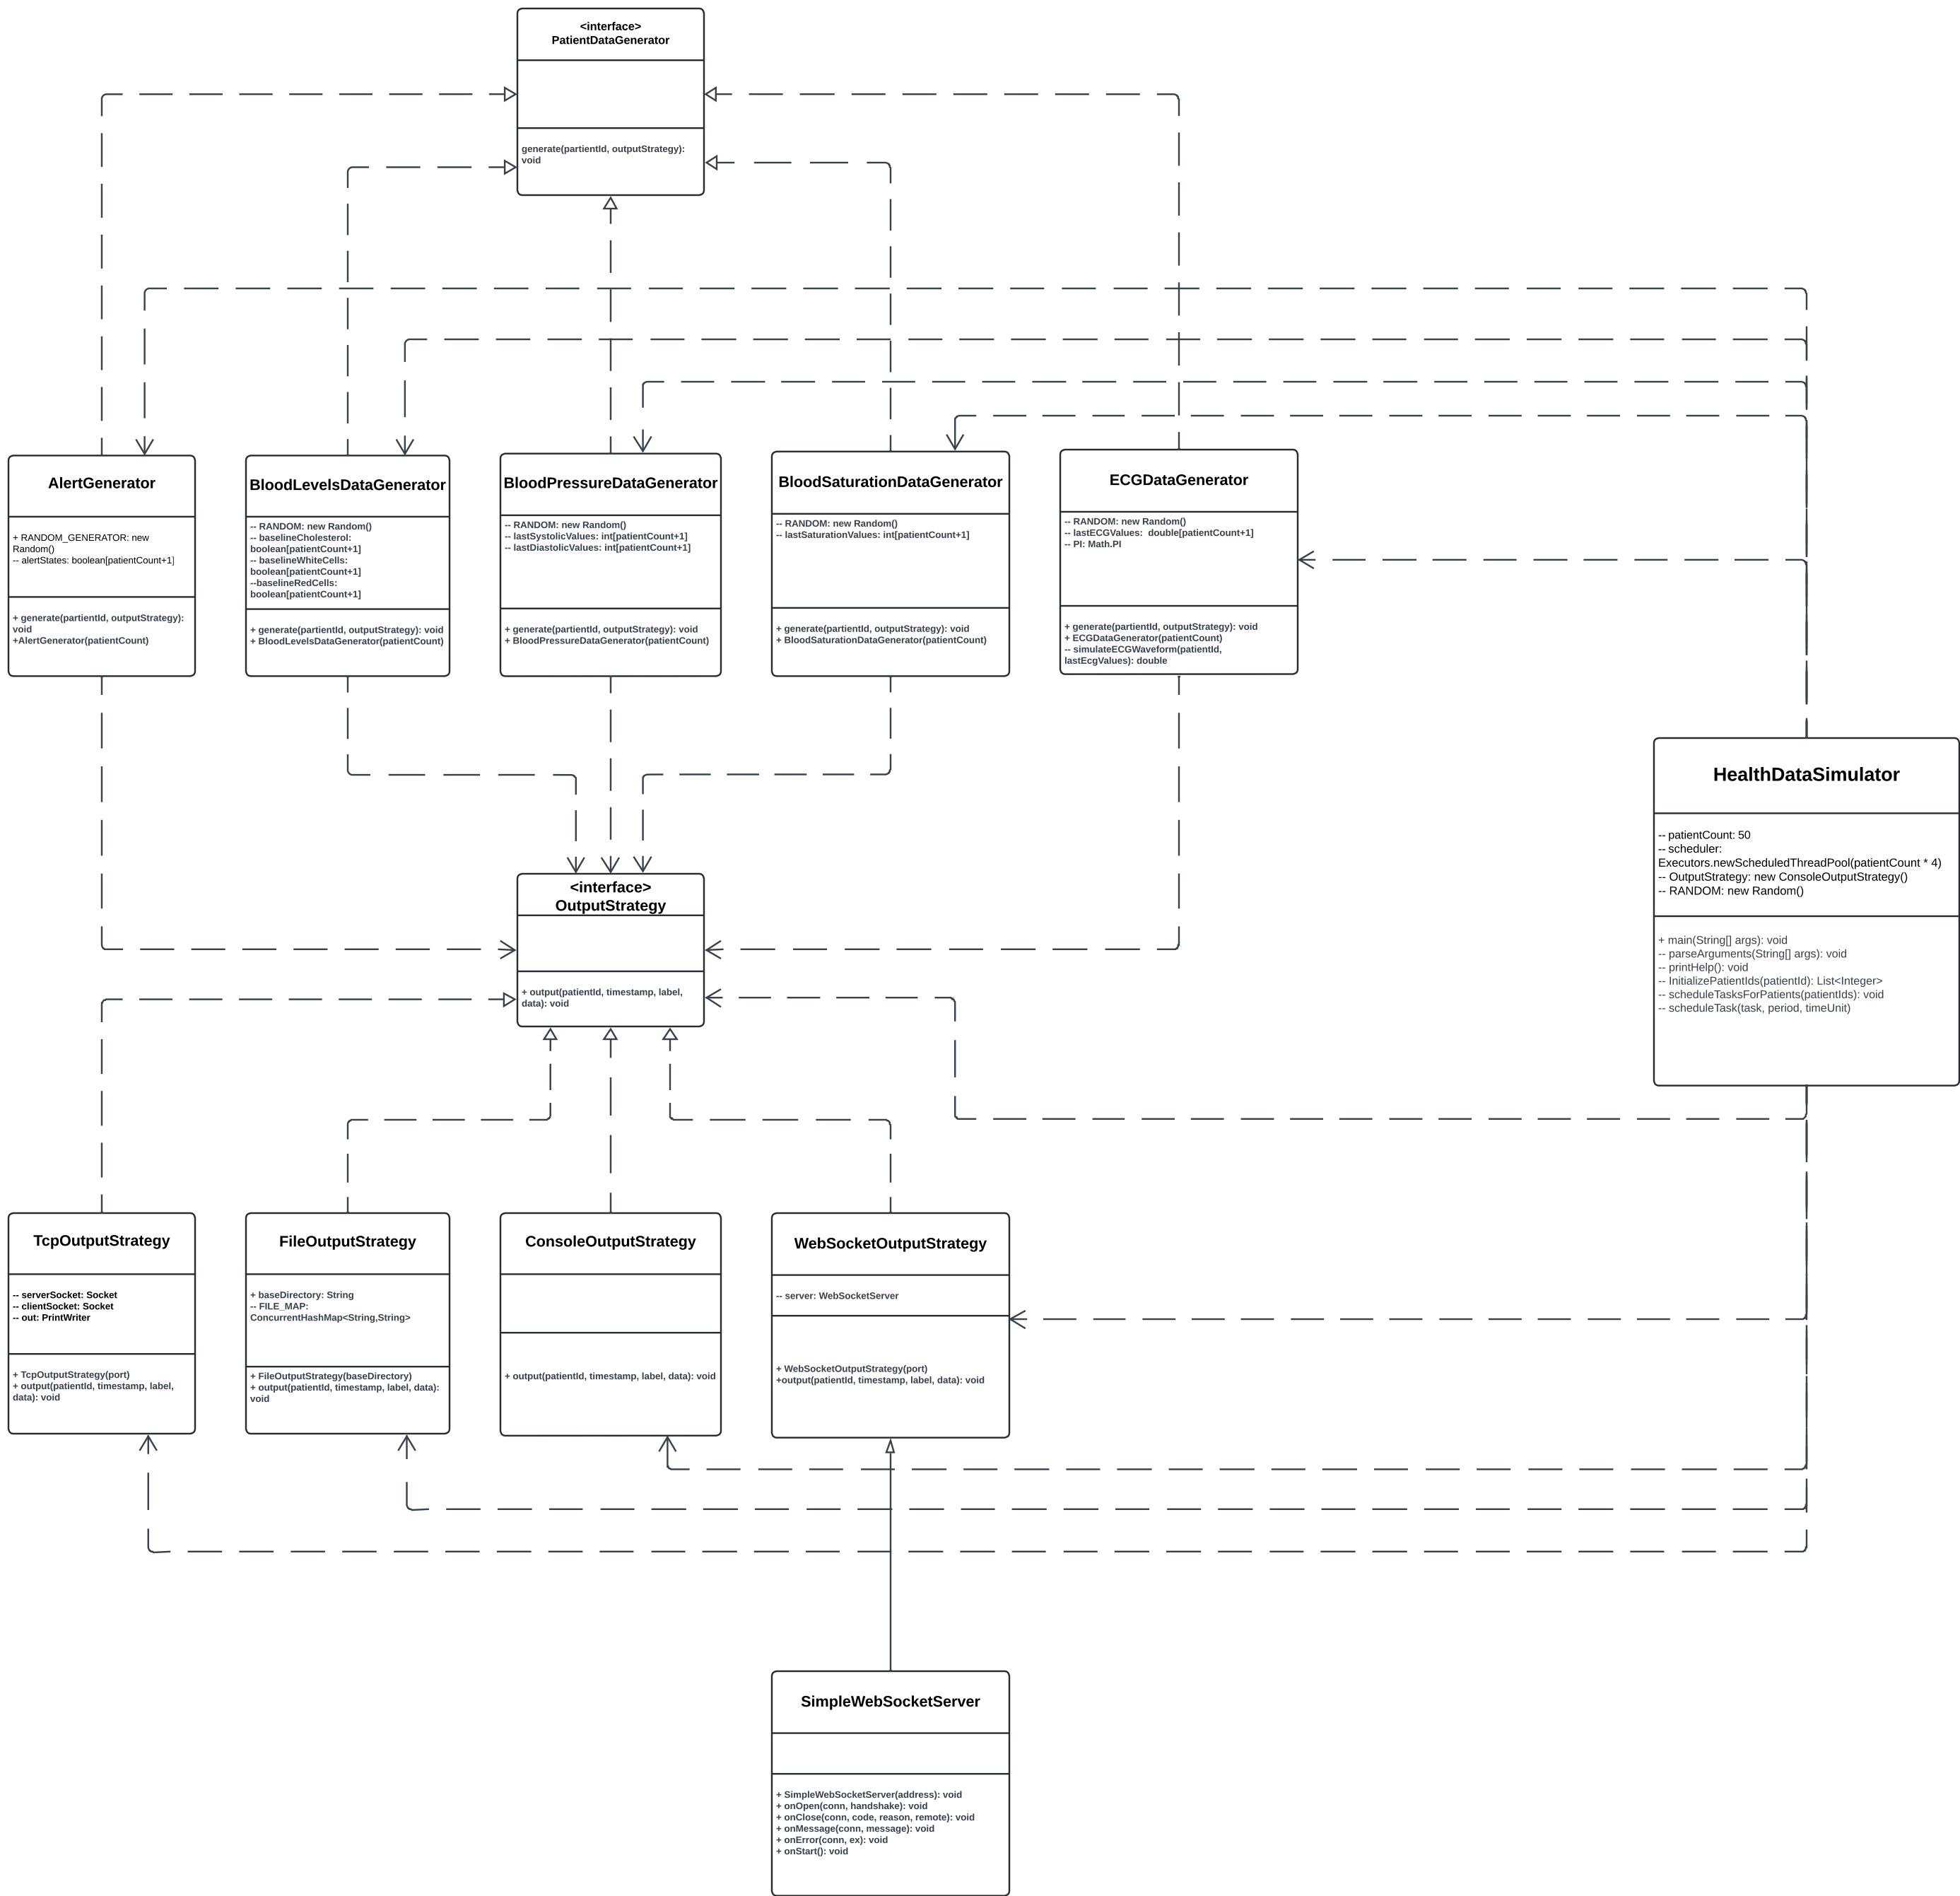 <interface>
PatientDataGenerator
generate(partientId, outputStrategy):
void
AlertGenerator
+ RANDOM_GENERATOR: new
Random()
-- alertStates: boolean[patientCount+1]
+ generate(partientId, outputStrategy):
void
+AlertGenerator(patientCount)
BloodLevelsDataGenerator
-- RANDOM: new Random()
-- baselineCholesterol:
boolean[patientCount+1]
-- baselineWhiteCells:
boolean[patientCount+1]
--baselineRedCells:
boolean[patientCount+1]
+ generate(partientId, outputStrategy): void
+ BloodLevelsDataGenerator(patientCount)
BloodPressureDataGenerator
-- RANDOM: new Random()
-- lastSystolicValues: int[patientCount+1]
-- lastDiastolicValues: int[patientCount+1]
+ generate(partientId, outputStrategy): void
+ BloodPressureDataGenerator(patientCount)
BloodSaturationDataGenerator
-- RANDOM: new Random()
-- lastSaturationValues: int[patientCount+1]
+ generate(partientId, outputStrategy): void
+ BloodSaturationDataGenerator(patientCount)
ECGDataGenerator
-- RANDOM: new Random()
-- lastECGValues:  double[patientCount+1]
-- PI: Math.PI
+ generate(partientId, outputStrategy): void
+ ECGDataGenerator(patientCount)
-- simulateECGWaveform(patientId,
lastEcgValues): double
HealthDataSimulator
-- patientCount: 50
-- scheduler:
Executors.newScheduledThreadPool(patientCount * 4)
-- OutputStrategy: new ConsoleOutputStrategy()
-- RANDOM: new Random()
+ main(String[] args): void
-- parseArguments(String[] args): void
-- printHelp(): void
-- InitializePatientIds(patientId): List<Integer>
-- scheduleTasksForPatients(patientIds): void
-- scheduleTask(task, period, timeUnit)
<interface>
OutputStrategy
+ output(patientId, timestamp, label,
data): void
TcpOutputStrategy
-- serverSocket: Socket
-- clientSocket: Socket
-- out: PrintWriter
+ TcpOutputStrategy(port)
+ output(patientId, timestamp, label,
data): void
FileOutputStrategy
+ baseDirectory: String
-- FILE_MAP:
ConcurrentHashMap<String,String>
+ FileOutputStrategy(baseDirectory)
+ output(patientId, timestamp, label, data):
void
ConsoleOutputStrategy
+ output(patientId, timestamp, label, data): void
WebSocketOutputStrategy
-- server: WebSocketServer
+ WebSocketOutputStrategy(port)
+output(patientId, timestamp, label, data): void
SimpleWebSocketServer
+ SimpleWebSocketServer(address): void
+ onOpen(conn, handshake): void
+ onClose(conn, code, reason, remote): void
+ onMessage(conn, message): void
+ onError(conn, ex): void
+ onStart(): void